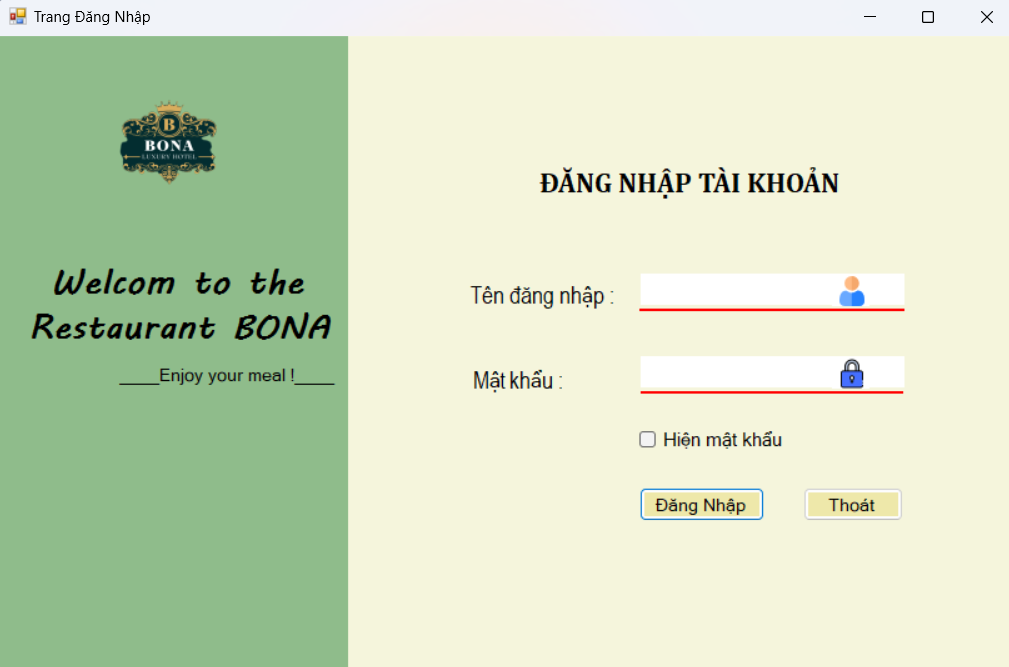 Trang Đăng Nhập
B
BONA
LUXURY HOTEL
Welcom to the
Restaurant BONA
____Enjoy your meal !____
ĐĂNG NHẬP TÀI KHOẢN
Tên đăng nhập :
Mật khẩu :
Hiện mật khẩu
Đăng Nhập
Thoát